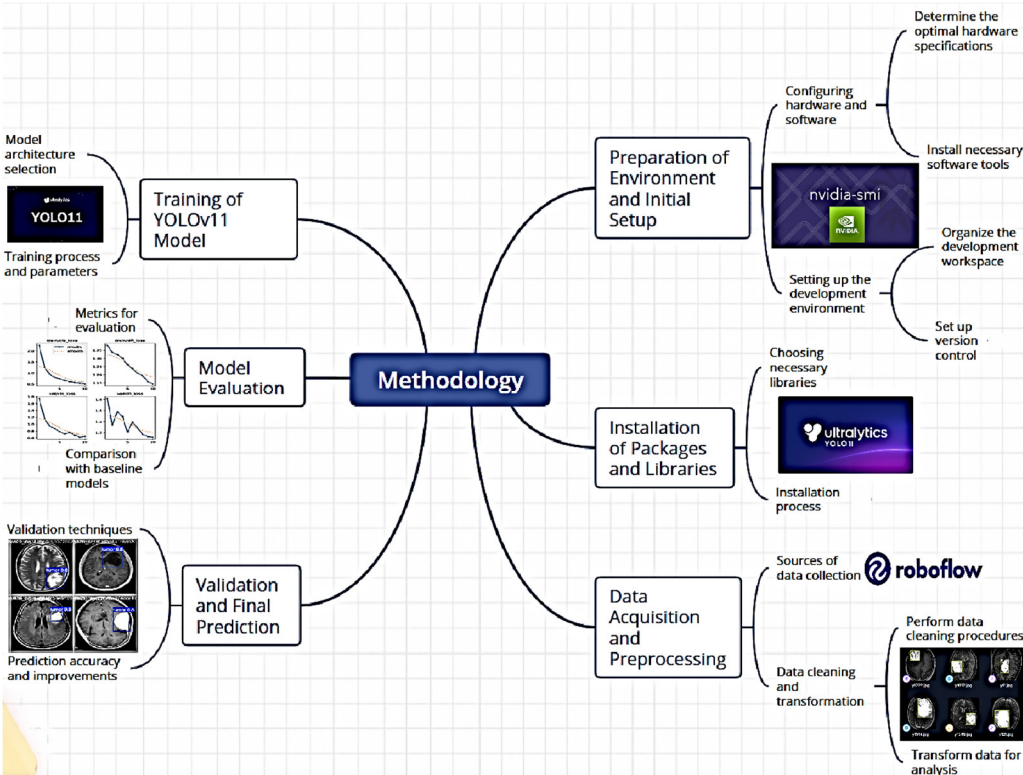 Determine the
optimal hardware
specifications
Configuring
hardware and
software
Install necessary
software tools
Preparation of
Environment
and Initial
Setup
nvidia-smi
NVIDIA
Organize the
development
workspace
Setting up the
development
environment
Set up
version
control
Model
architecture
selection
ultralytics
YOLO11
Training process
and parameters
Training of
YOLOv11
Model
Metrics for
evaluation
Comparison
with baseline
models
Model
Evaluation
Methodology
Choosing
necessary
libraries
ultralytics
YOLO11
Installation
process
Installation
of Packages
and Libraries
Validation techniques
Prediction accuracy
and improvements
Validation
and Final
Prediction
Data
Acquisition
and
Preprocessing
Sources of
data collection
roboflow
Perform data
cleaning procedures
Data cleaning
and
transformation
Transform data for
analysis